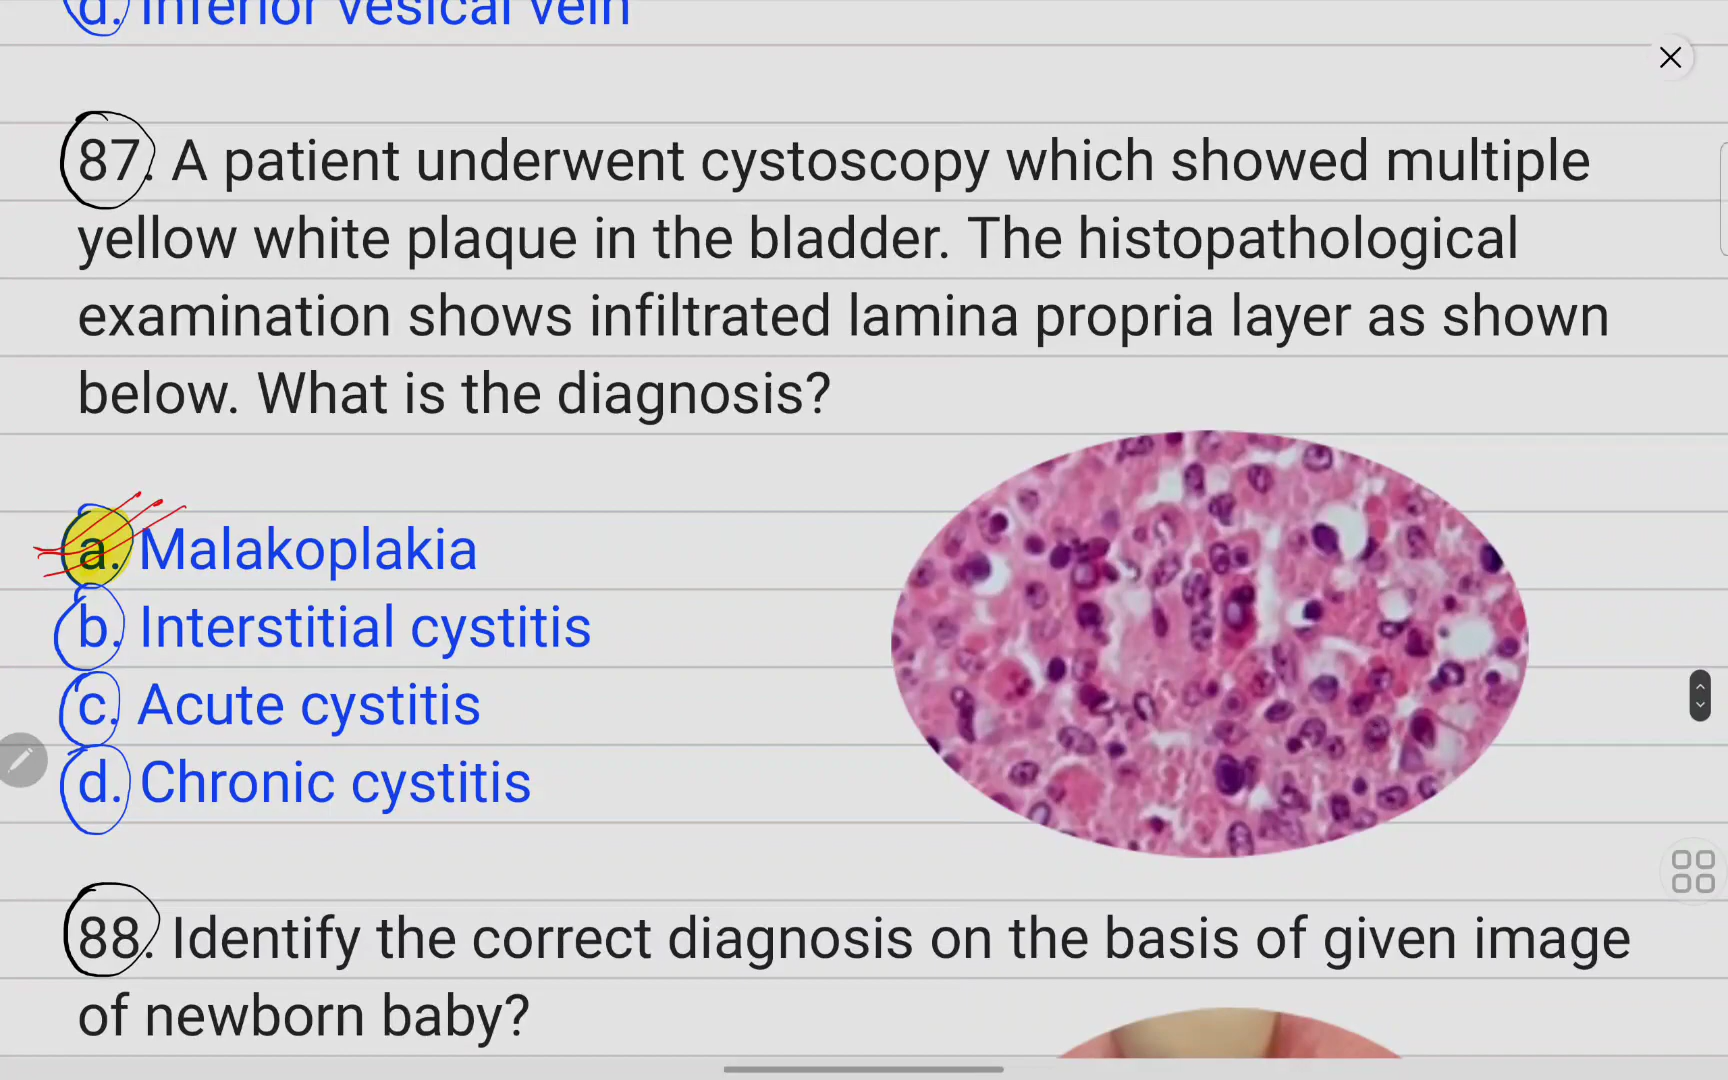 d. Inferior vesical vein
87. A patient underwent cystoscopy which showed multiple
yellow white plaque in the bladder. The histopathological
examination shows infiltrated lamina propria layer as shown
below. What is the diagnosis?
a. Malakoplakia
b. Interstitial cystitis
c. Acute cystitis
d. Chronic cystitis
88. Identify the correct diagnosis on the basis of given image
of newborn baby?